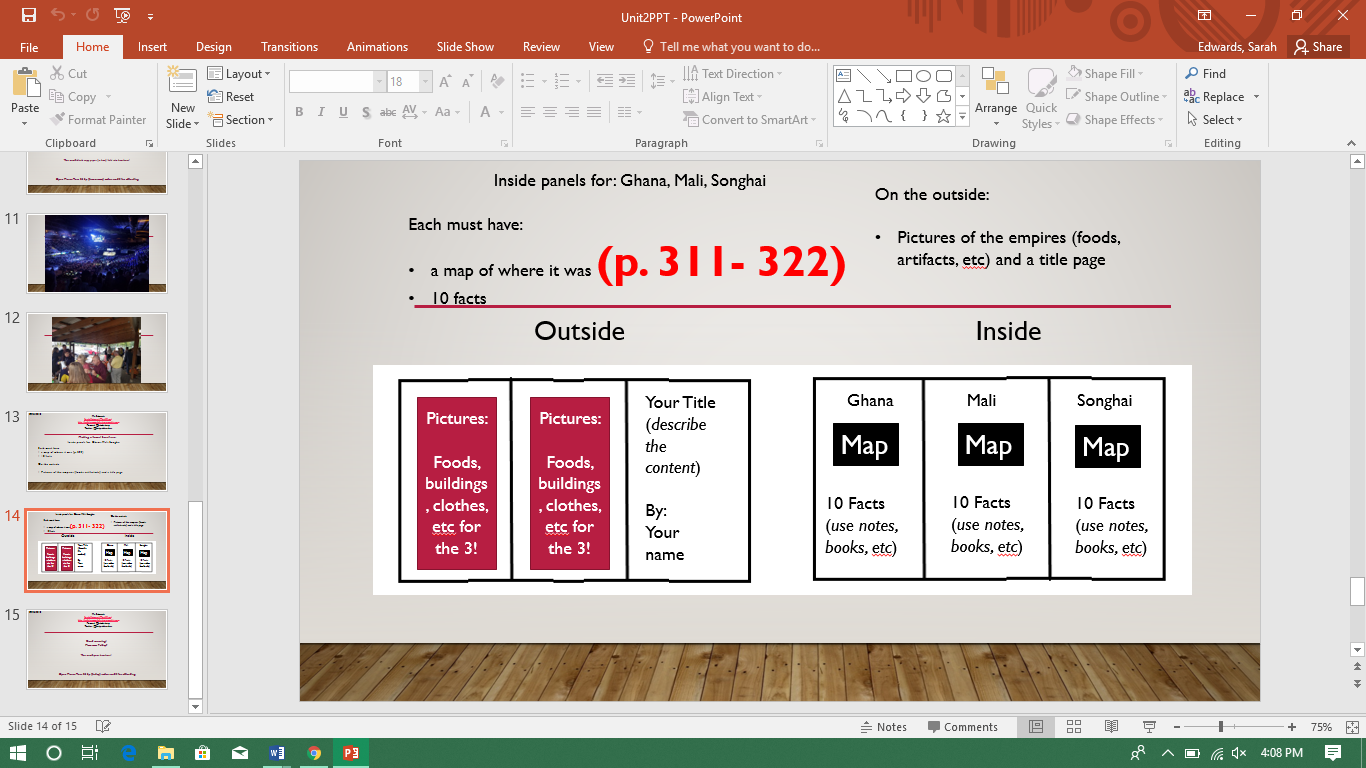 Unit2PPT - PowerPoint
File
Home
Insert
Design
Transitions
Animations
Slide Show
Review
View
Tell me what you want to do...
Edwards, Sarah
Share
Paste
Cut
Copy
Format Painter
Clipboard
New
Slide
Layout
Reset
Section
Slides
18
Font
Text Direction
Align Text
Convert to SmartArt
Paragraph
Arrange
Quick
Styles
Shape Fill
Shape Outline
Shape Effects
Drawing
Find
Replace
Select
Editing
11
12
13
14
15
Inside panels for: Ghana, Mali, Songhai
Each must have:
• a map of where it was
(p. 311- 322)
• 10 facts
On the outside:
• Pictures of the empires (foods,
artifacts, etc) and a title page
Outside
Inside
Pictures:
Foods,
buildings
, clothes,
etc for
the 3!
Pictures:
Foods,
buildings
, clothes,
etc for
the 3!
Your Title
(describe
the
content)
By:
Your
name
Ghana
Map
10 Facts
(use notes,
books, etc)
Mali
Map
10 Facts
(use notes,
books, etc)
Songhai
Map
10 Facts
(use notes,
books, etc)
Slide 14 of 15
Notes
Comments
75%
4:08 PM